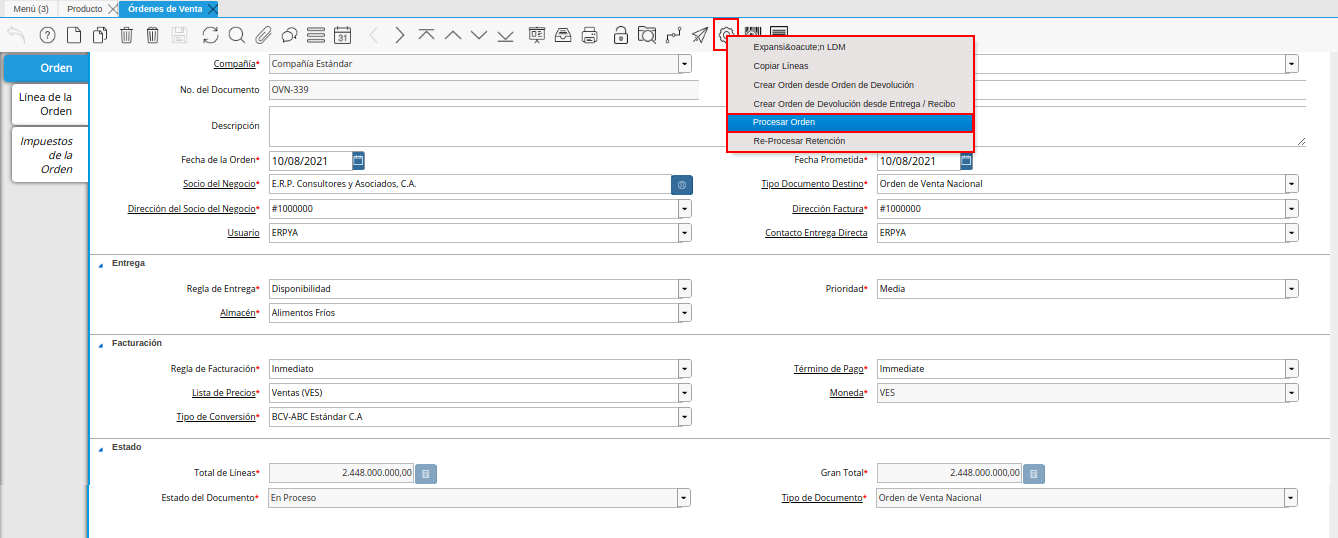 Menú (3) Producto Órdenes de Venta
31
Orden
Línea de la
Orden
Impuestos
de la
Orden
Compañía* Compañía Estándar
No. del Documento OVN-339
Descripción
Expansi&oacute;n LDM
Copiar Líneas
Crear Orden desde Orden de Devolución
Crear Orden de Devolución desde Entrega / Recibo
Procesar Orden
Re-Procesar Retención
Fecha de la Orden* 10/08/2021 Fecha Prometida* 10/08/2021
Socio del Negocio* E.R.P. Consultores y Asociados, C.A. Tipo Documento Destino* Orden de Venta Nacional
Dirección del Socio del Negocio* #1000000 Dirección Factura* #1000000
Usuario ERPYA Contacto Entrega Directa ERPYA
Entrega
Regla de Entrega* Disponibilidad Prioridad* Media
Almacén* Alimentos Fríos
Facturación
Regla de Facturación* Inmediato Término de Pago* Immediate
Lista de Precios* Ventas (VES) Moneda* VES
Tipo de Conversión* BCV-ABC Estándar C.A
Estado
Total de Líneas* 2.448.000.000,00 Gran Total* 2.448.000.000,00
Estado del Documento* En Proceso Tipo de Documento* Orden de Venta Nacional